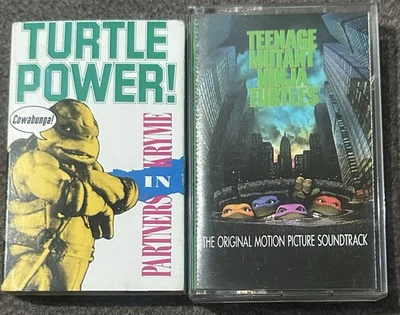 TURTLE
POWER!
Cowabunga!
PARTNERS
IN
KRYME
TEENAGE
MUTANT
NINJA
TURTLES
THE ORIGINAL MOTION PICTURE SOUNDTRACK